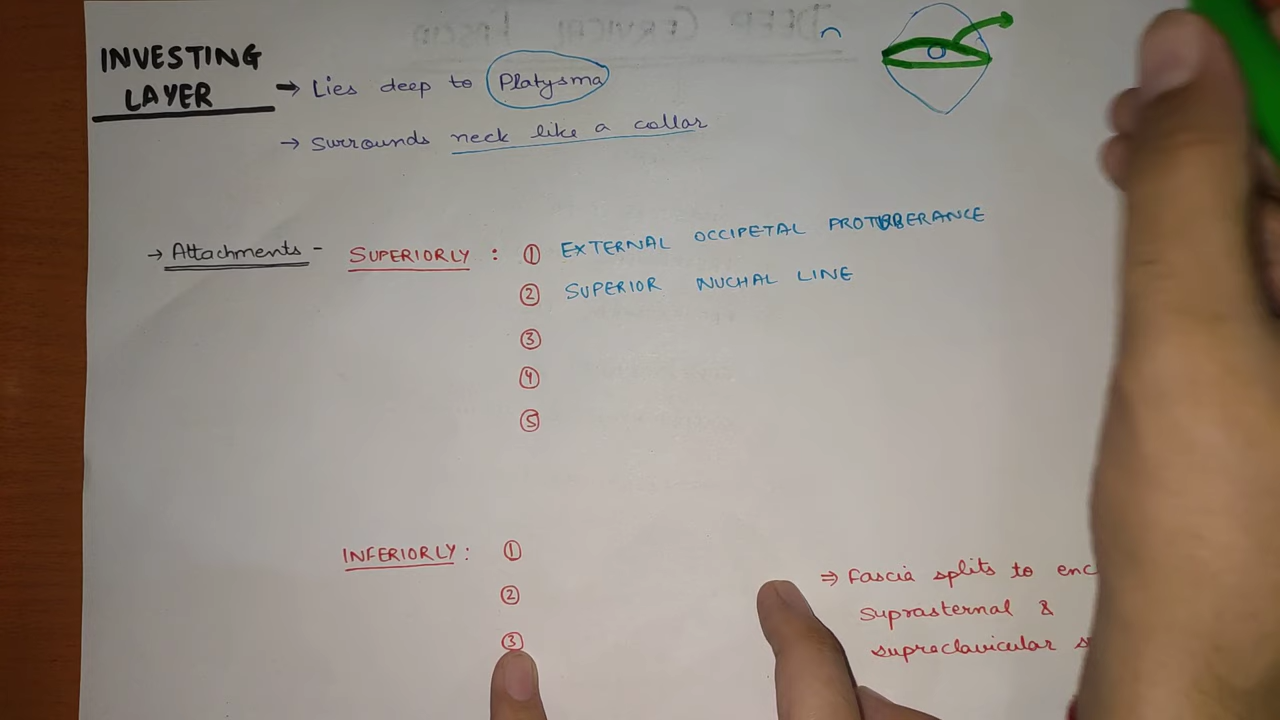 INVESTING LAYER
→ Lies deep to Platysma
→ Surrounds neck like a collar
→ Attachments - SUPERIORLY : ① EXTERNAL OCCIPETAL PROTUBERANCE
② SUPERIOR NUCHAL LINE
③
④
⑤
INFERIORLY : ①
②
③
⇒ Fascia splits to enc
suprasternal &
supraclavicular s